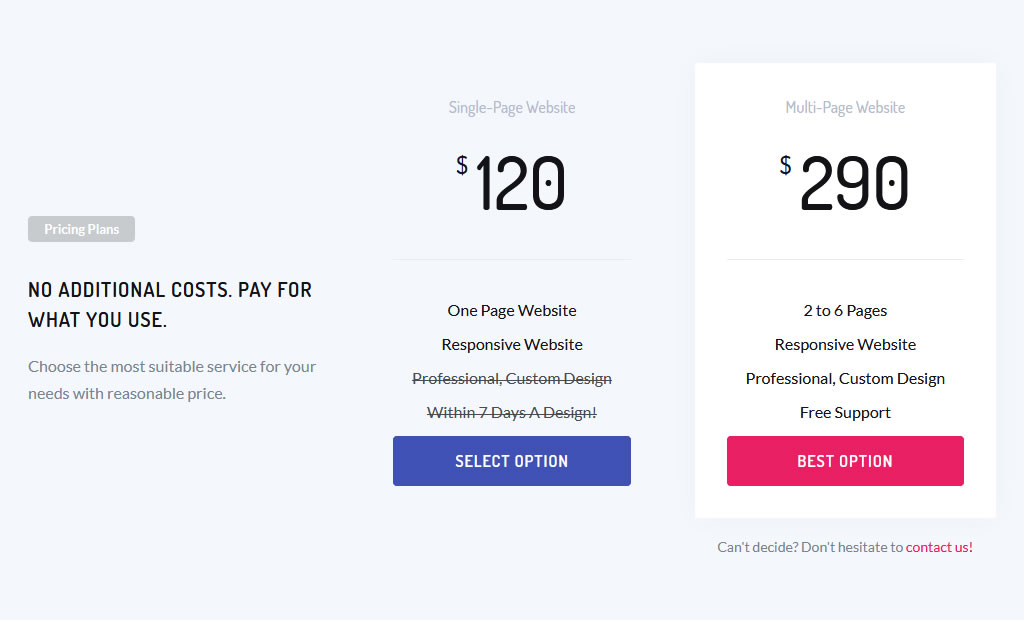 Pricing Plans
NO ADDITIONAL COSTS. PAY FOR
WHAT YOU USE.
Choose the most suitable service for your
needs with reasonable price.
Single-Page Website
$ 120
One Page Website
Responsive Website
Professional, Custom Design
Within 7 Days A Design!
SELECT OPTION
Multi-Page Website
$ 290
2 to 6 Pages
Responsive Website
Professional, Custom Design
Free Support
BEST OPTION
Can't decide? Don't hesitate to contact us!